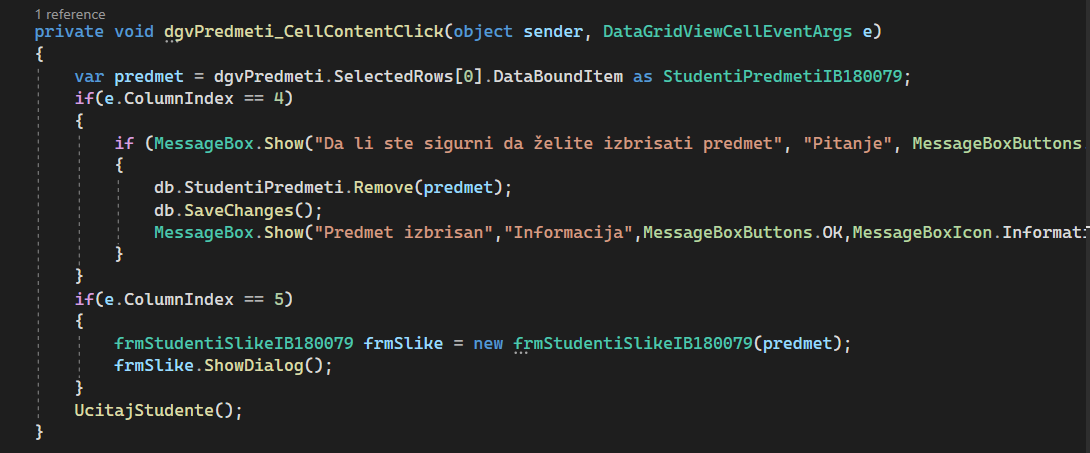 1 reference
private void dgvPredmeti_CellContentClick(object sender, DataGridViewCellEventArgs e)
{
var predmet = dgvPredmeti.SelectedRows[0].DataBoundItem as StudentiPredmetiIB180079;
if(e.ColumnIndex == 4)
{
if (MessageBox.Show("Da li ste sigurni da želite izbrisati predmet", "Pitanje", MessageBoxButtons
{
db.StudentiPredmeti.Remove(predmet);
db.SaveChanges();
MessageBox.Show("Predmet izbrisan","Informacija",MessageBoxButtons.OK,MessageBoxIcon.Informati
}
}
if(e.ColumnIndex == 5)
{
frmStudentiSlikeIB180079 frmSlike = new frmStudentiSlikeIB180079(predmet);
frmSlike.ShowDialog();
}
UcitajStudente();
}